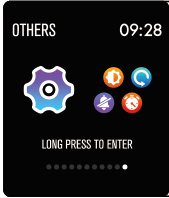 OTHERS 09:28
LONG PRESS TO ENTER